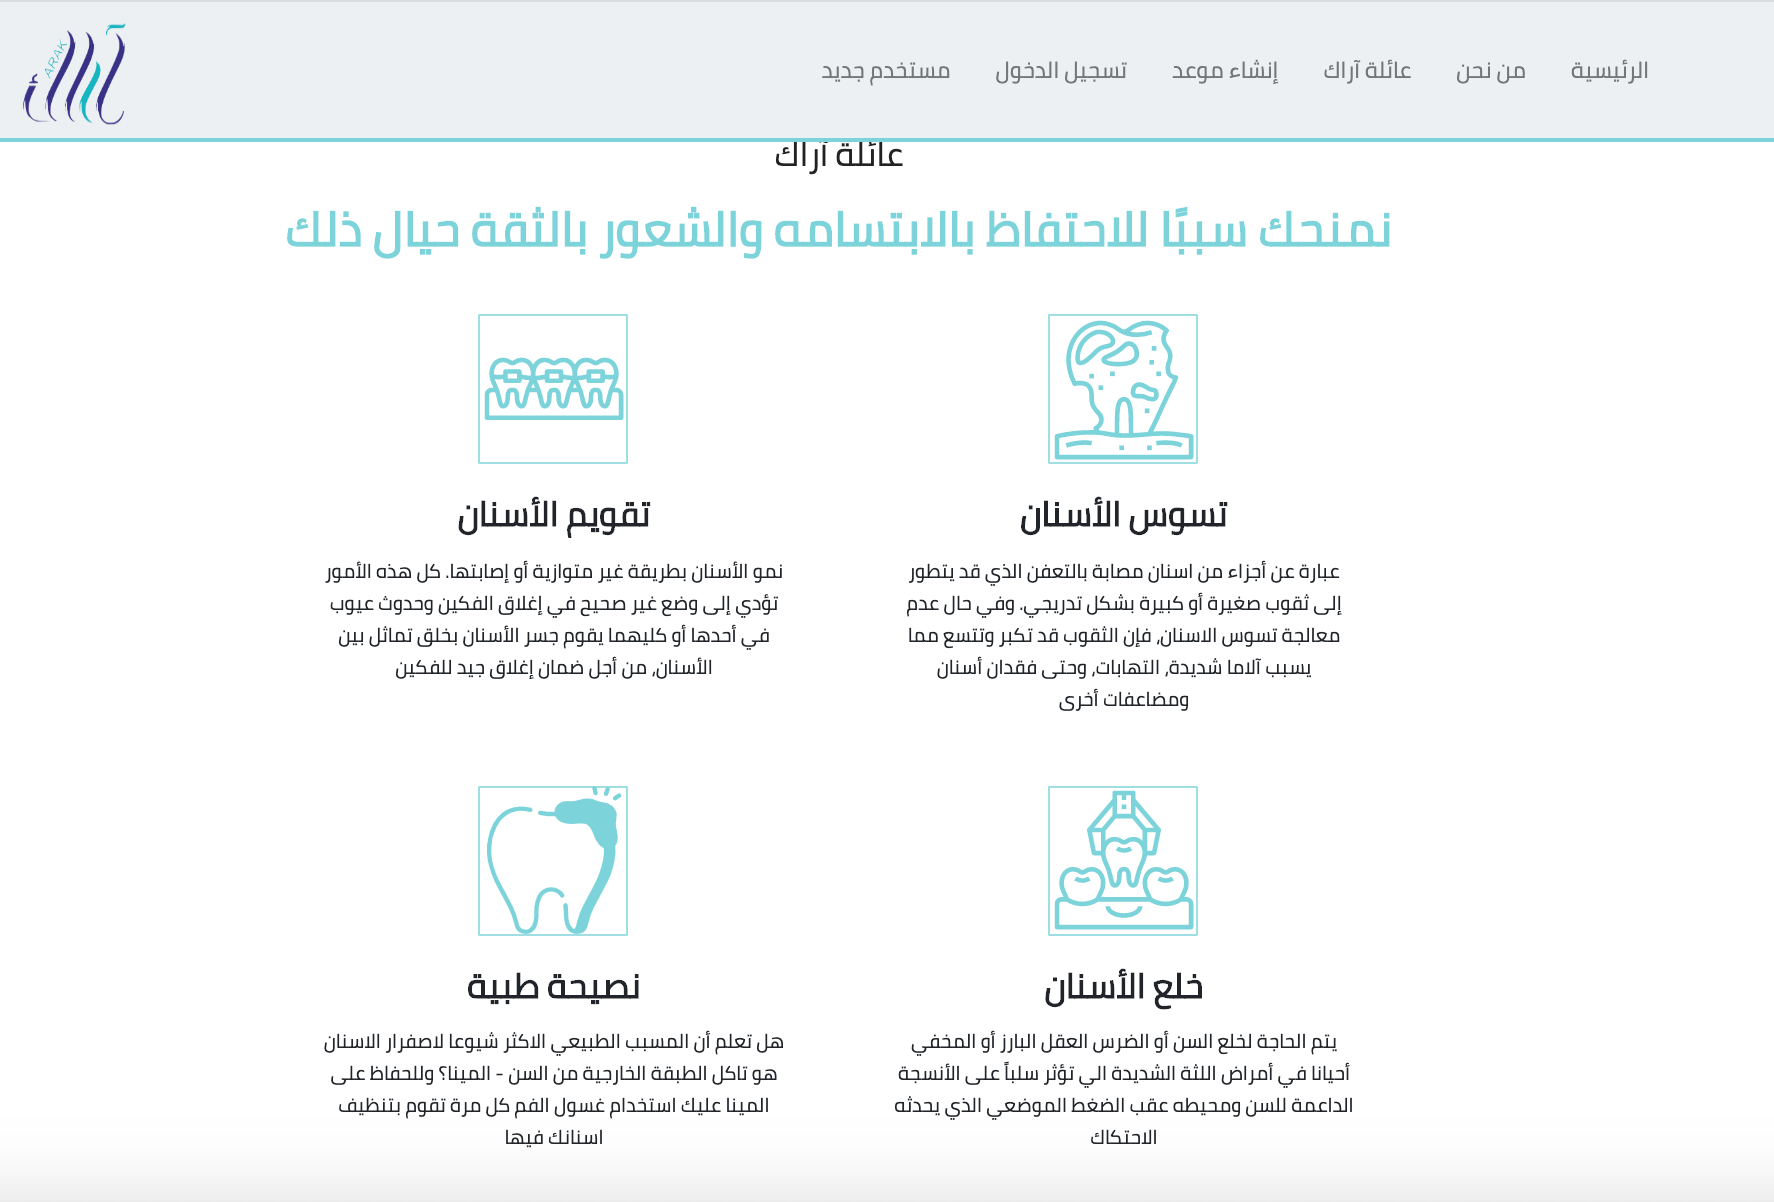 الرئيسية
من نحن
عائلة آراك
إنشاء موعد
تسجيل الدخول
مستخدم جديد
ARAK
آراك
عائلة آراك
نمنحك سببًا للاحتفاظ بالابتسامه والشعور بالثقة حيال ذلك
تسوس الأسنان
عبارة عن أجزاء من اسنان مصابة بالتعفن الذي قد يتطور
إلى ثقوب صغيرة أو كبيرة بشكل تدريجي. وفي حال عدم
معالجة تسوس الاسنان, فإن الثقوب قد تكبر وتتسع مما
يسبب آلاما شديدة, التهابات, وحتى فقدان أسنان
ومضاعفات أخرى
تقويم الأسنان
نمو الأسنان بطريقة غير متوازية أو إصابتها. كل هذه الأمور
تؤدي إلى وضع غير صحيح في إغلاق الفكين وحدوث عيوب
في أحدها أو كليهما يقوم جسر الأسنان بخلق تماثل بين
الأسنان, من أجل ضمان إغلاق جيد للفكين
خلع الأسنان
يتم الحاجة لخلع السن أو الضرس العقل البارز أو المخفي
أحيانا في أمراض اللثة الشديدة الي تؤثر سلباً على الأنسجة
الداعمة للسن ومحيطه عقب الضغط الموضعي الذي يحدثه
الاحتكاك
نصيحة طبية
هل تعلم أن المسبب الطبيعي الاكثر شيوعا لاصفرار الاسنان
هو تاكل الطبقة الخارجية من السن - المينا؟ وللحفاظ على
المينا عليك استخدام غسول الفم كل مرة تقوم بتنظيف
اسنانك فيها